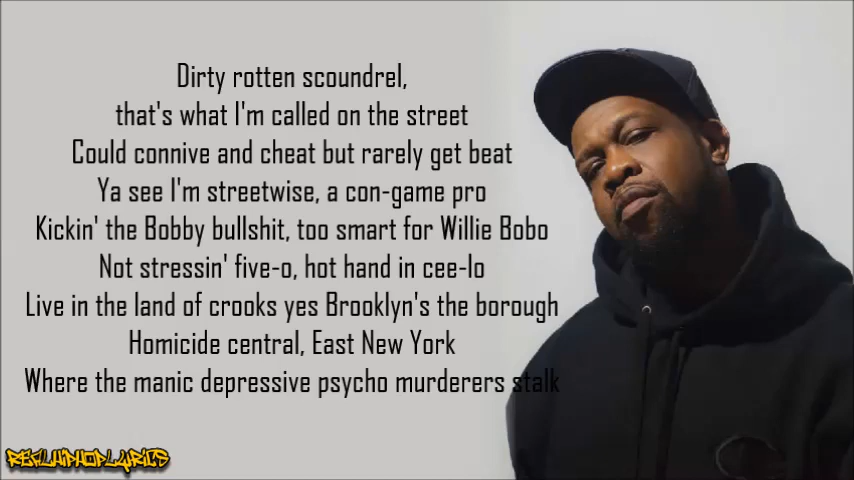 Dirty rotten scoundrel,
that's what I'm called on the street
Could connive and cheat but rarely get beat
Ya see I'm streetwise, a con-game pro
Kickin' the Bobby bullshit, too smart for Willie Bobo
Not stressin' five-o, hot hand in cee-lo
Live in the land of crooks yes Brooklyn's the borough
Homicide central, East New York
Where the manic depressive psycho murderers stalk
REALHIPHOPLYRICS